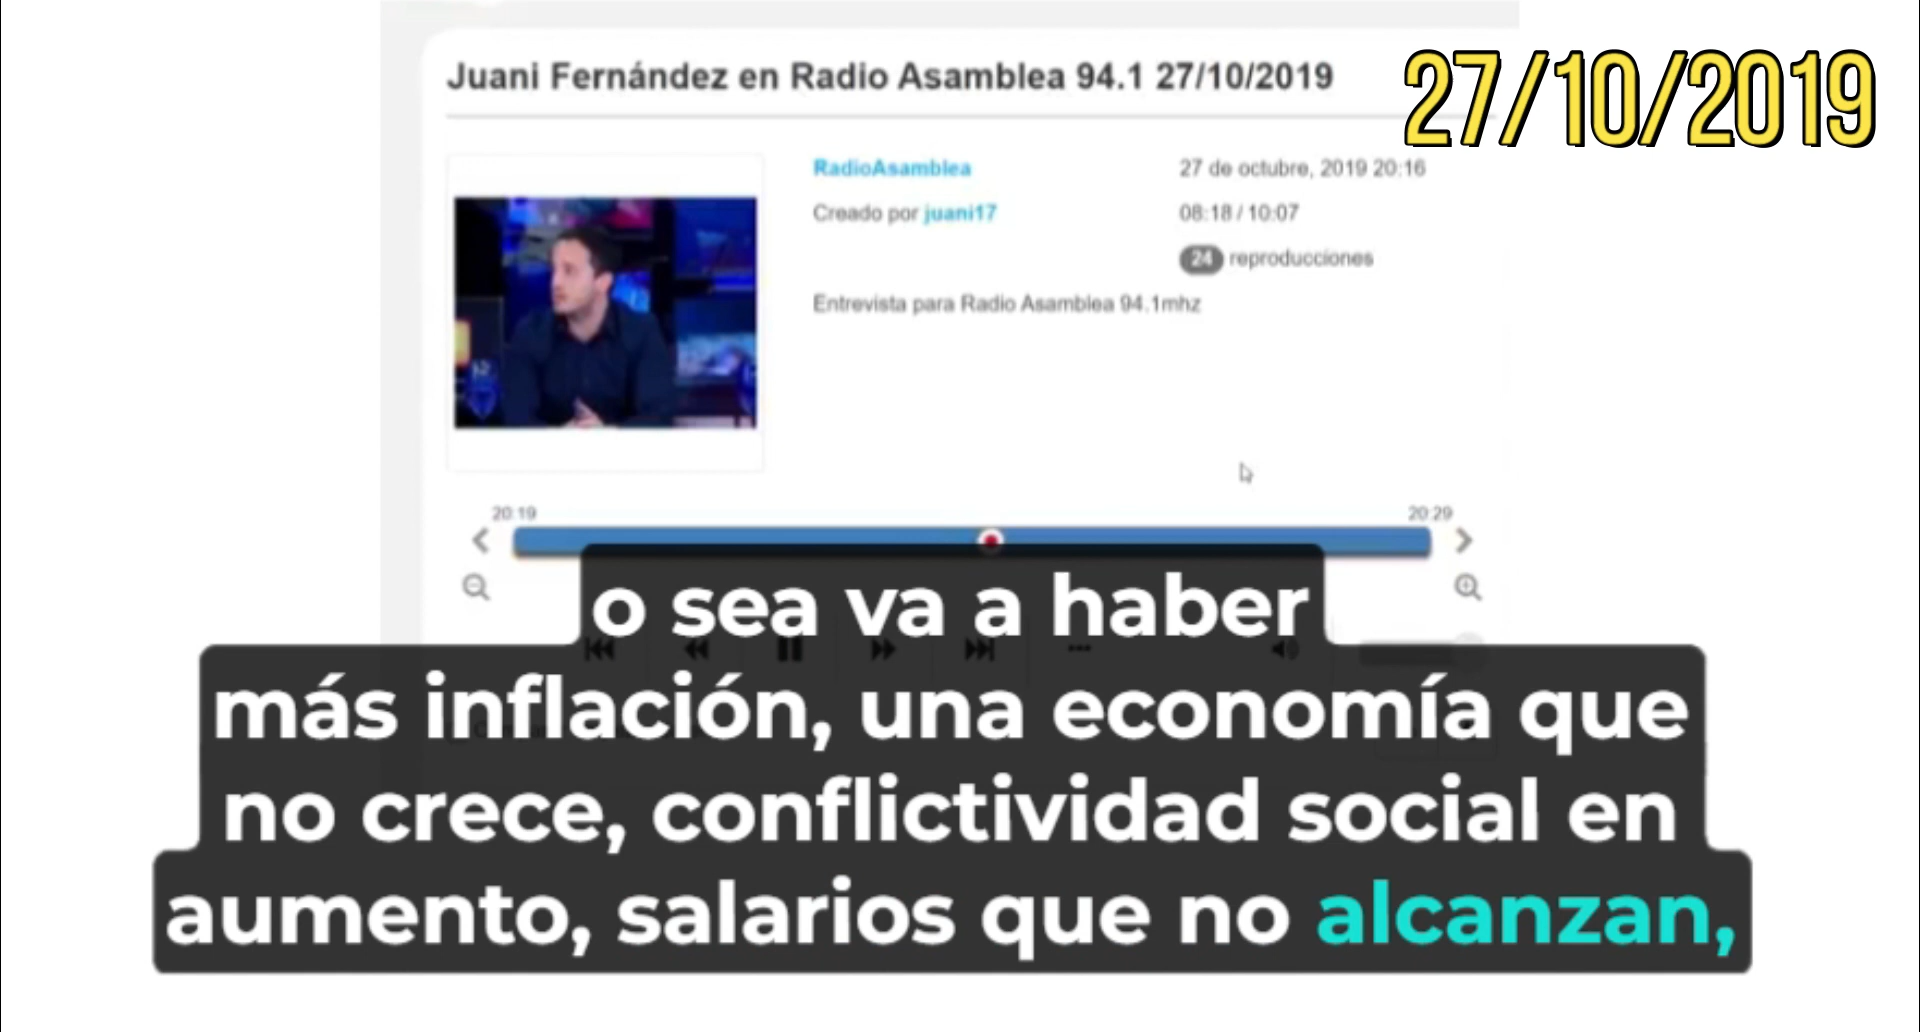 Juani Fernández en Radio Asamblea 94.1 27/10/2019
27/10/2019
RadioAsamblea
27 de octubre, 2019 20:16
Creado por juani17
08:18 / 10:07
24 reproducciones
Entrevista para Radio Asamblea 94.1mhz
20:19
20:29
o sea va a haber
más inflación, una economía que
no crece, conflictividad social en
aumento, salarios que no alcanzan,